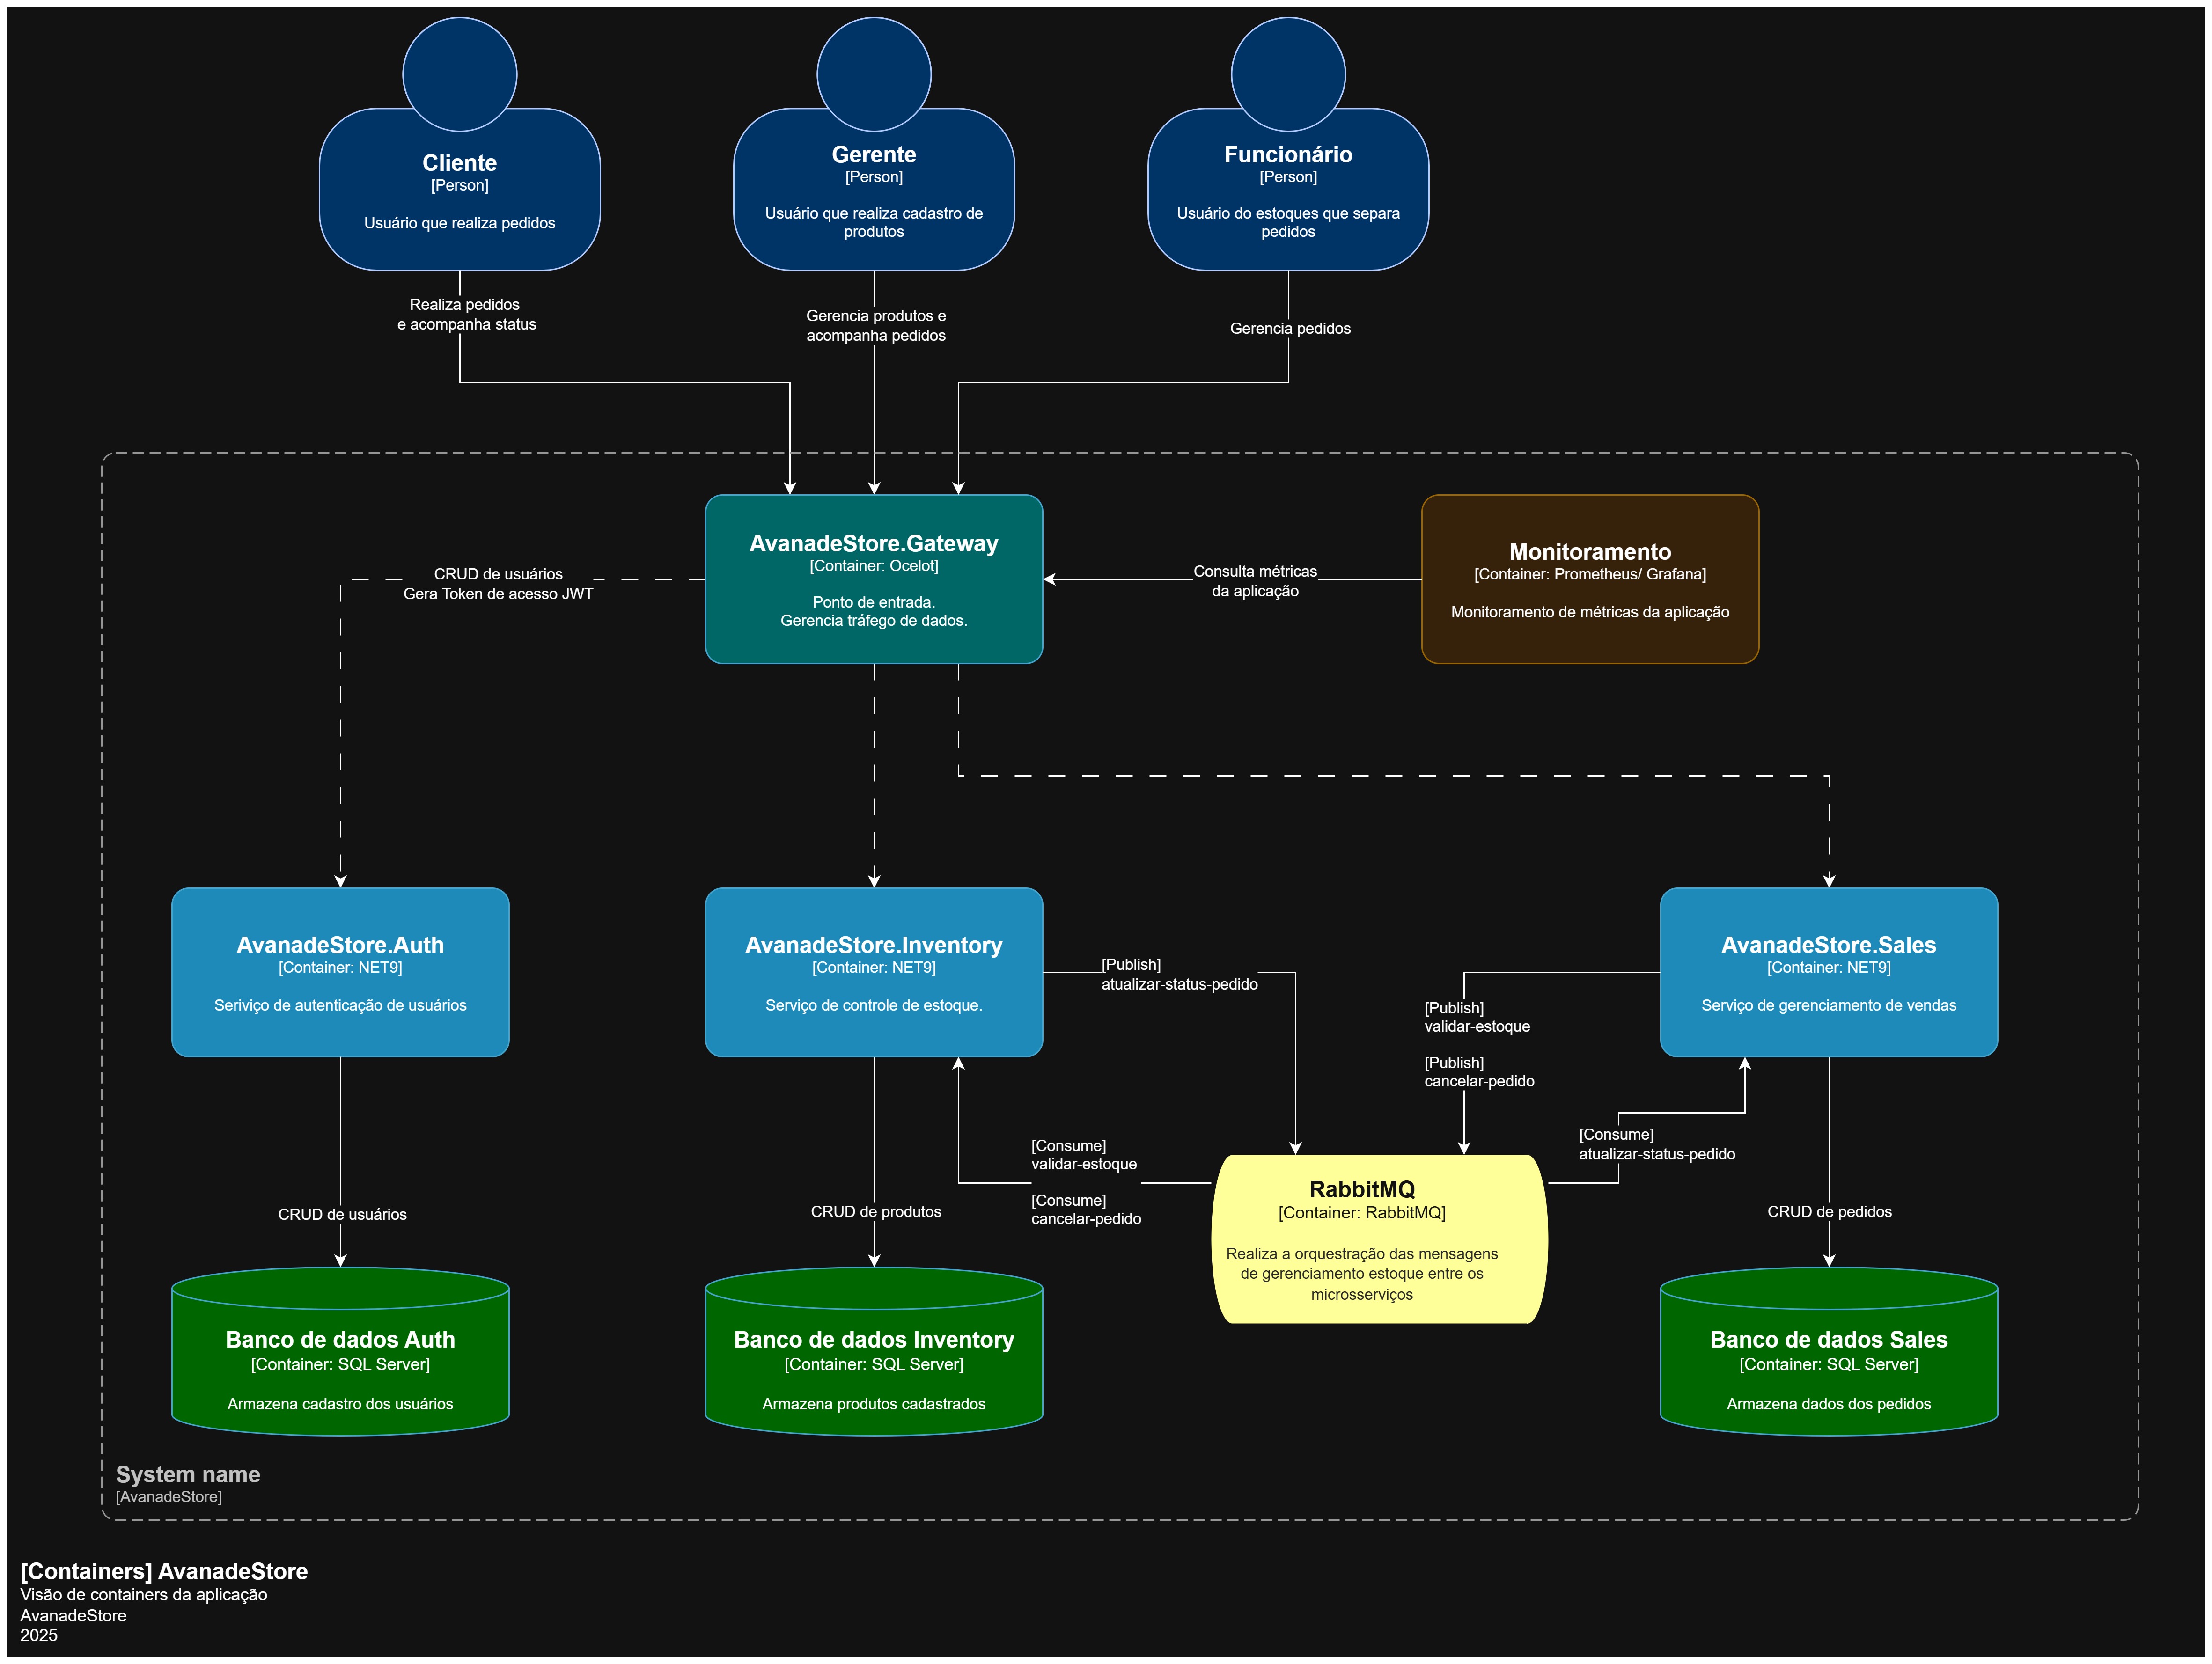 Cliente
[Person]
Usuário que realiza pedidos
Gerente
[Person]
Usuário que realiza cadastro de
produtos
Funcionário
[Person]
Usuário do estoques que separa
pedidos
Realiza pedidos
e acompanha status
Gerencia produtos e
acompanha pedidos
Gerencia pedidos
AvanadeStore.Gateway
[Container: Ocelot]
Ponto de entrada.
Gerencia tráfego de dados.
Monitoramento
[Container: Prometheus/ Grafana]
Monitoramento de métricas da aplicação
CRUD de usuários
Gera Token de acesso JWT
Consulta métricas
da aplicação
AvanadeStore.Auth
[Container: NET9]
Seriviço de autenticação de usuários
AvanadeStore.Inventory
[Container: NET9]
Serviço de controle de estoque.
AvanadeStore.Sales
[Container: NET9]
Serviço de gerenciamento de vendas
[Publish]
atualizar-status-pedido
[Publish]
validar-estoque
[Publish]
cancelar-pedido
[Consume]
validar-estoque
[Consume]
cancelar-pedido
[Consume]
atualizar-status-pedido
RabbitMQ
[Container: RabbitMQ]
Realiza a orquestração das mensagens
de gerenciamento estoque entre os
microsserviços
CRUD de usuários
CRUD de produtos
CRUD de pedidos
Banco de dados Auth
[Container: SQL Server]
Armazena cadastro dos usuários
Banco de dados Inventory
[Container: SQL Server]
Armazena produtos cadastrados
Banco de dados Sales
[Container: SQL Server]
Armazena dados dos pedidos
System name
[AvanadeStore]
[Containers] AvanadeStore
Visão de containers da aplicação
AvanadeStore
2025